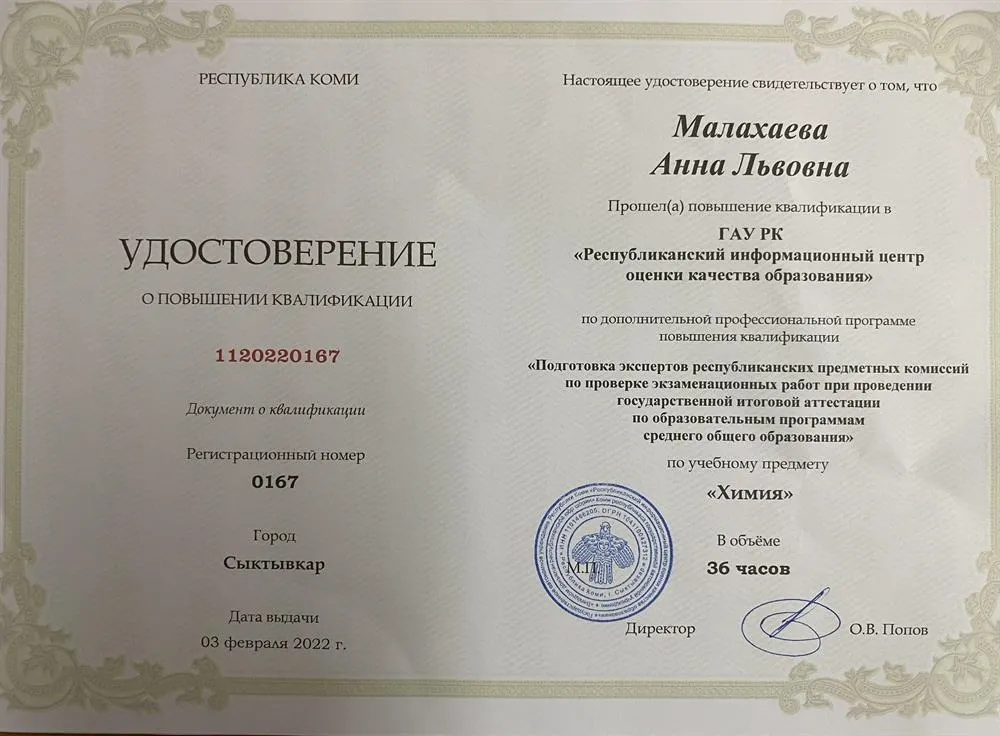 РЕСПУБЛИКА КОМИ
УДОСТОВЕРЕНИЕ
О ПОВЫШЕНИИ КВАЛИФИКАЦИИ
1120220167
Документ о квалификации
Регистрационный номер
0167
Город
Сыктывкар
Дата выдачи
03 февраля 2022 г.
Настоящее удостоверение свидетельствует о том, что
Малахаева
Анна Львовна
Прошел(а) повышение квалификации в
ГАУ РК
«Республиканский информационный центр
оценки качества образования»
по дополнительной профессиональной программе
повышения квалификации
«Подготовка экспертов республиканских предметных комиссий
по проверке экзаменационных работ при проведении
государственной итоговой аттестации
по образовательным программам
среднего общего образования»
по учебному предмету
«Химия»
В объёме
36 часов
М.П.
Директор
О.В. Попов